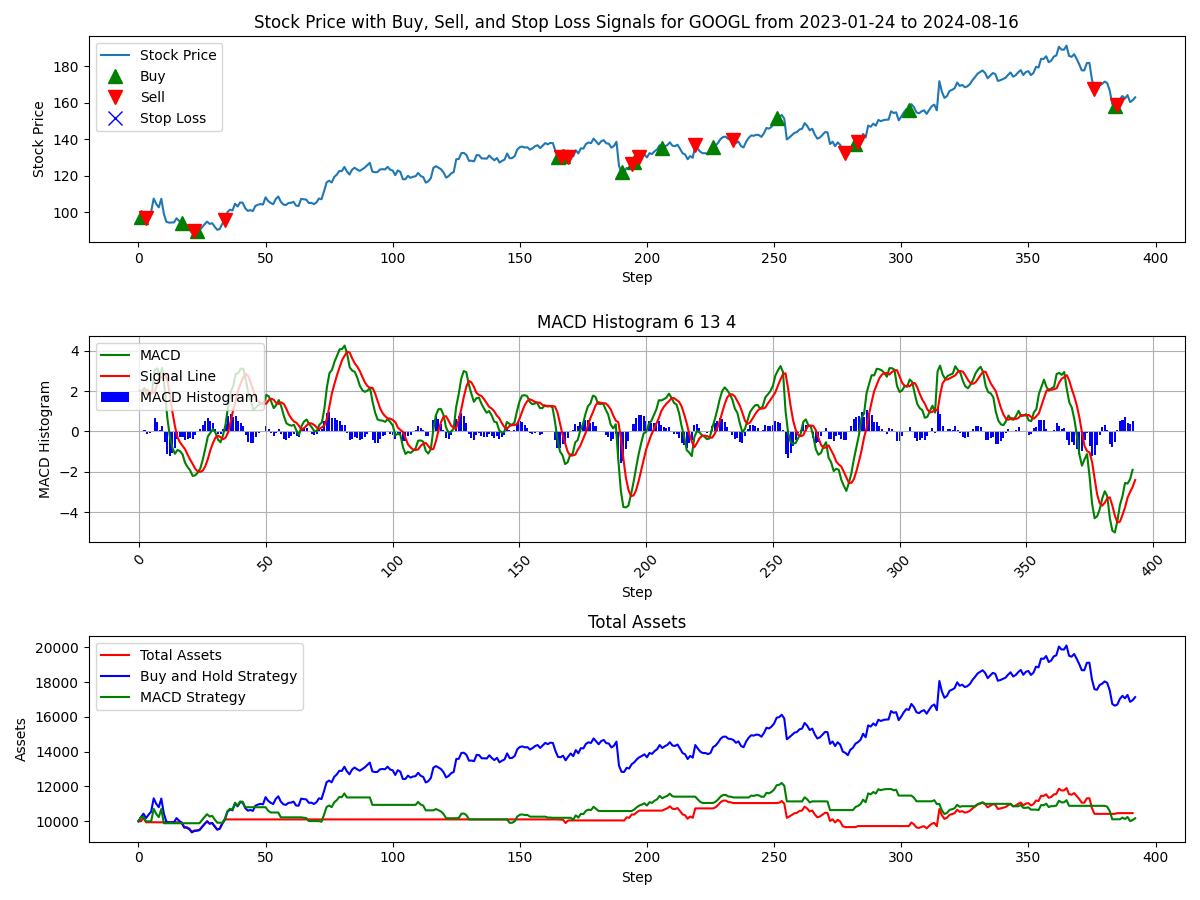 Stock Price with Buy, Sell, and Stop Loss Signals for GOOGL from 2023-01-24 to 2024-08-16
Stock Price
Buy
Sell
Stop Loss
Stock Price
180
160
140
120
100
0 50 100 150 200 250 300 350 400
Step
MACD Histogram 6 13 4
MACD
Signal Line
MACD Histogram
MACD Histogram
4
2
0
−2
−4
0 50 100 150 200 250 300 350 400
Step
Total Assets
Total Assets
Buy and Hold Strategy
MACD Strategy
Assets
20000
18000
16000
14000
12000
10000
0 50 100 150 200 250 300 350 400
Step